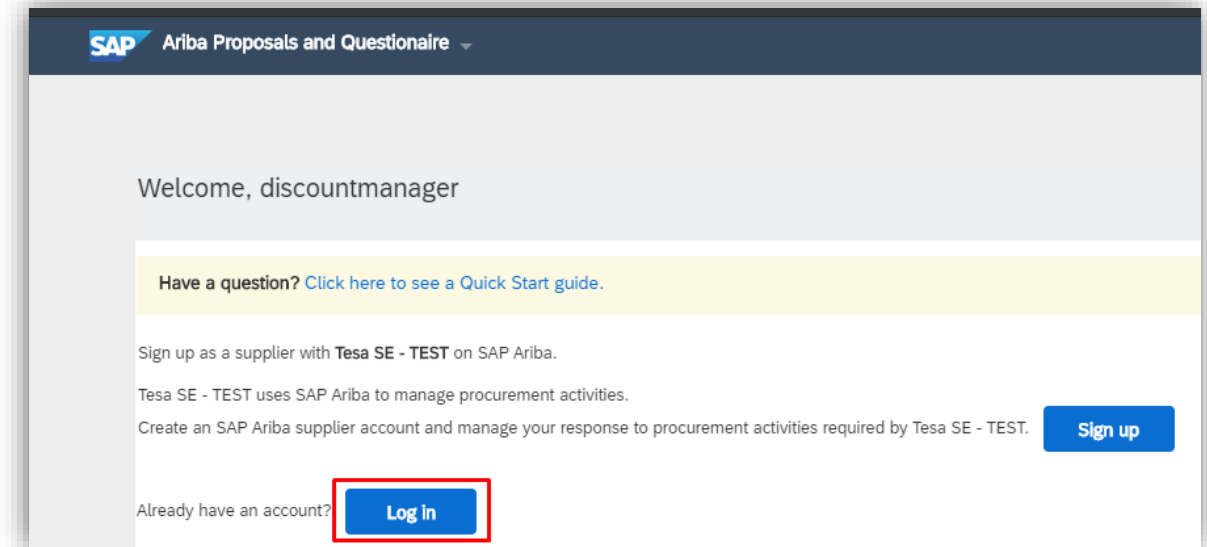 SAP Ariba Proposals and Questionaire
Welcome, discountmanager
Have a question? Click here to see a Quick Start guide.
Sign up as a supplier with Tesa SE - TEST on SAP Ariba.
Tesa SE - TEST uses SAP Ariba to manage procurement activities.
Create an SAP Ariba supplier account and manage your response to procurement activities required by Tesa SE - TEST. Sign up
Already have an account? Log in